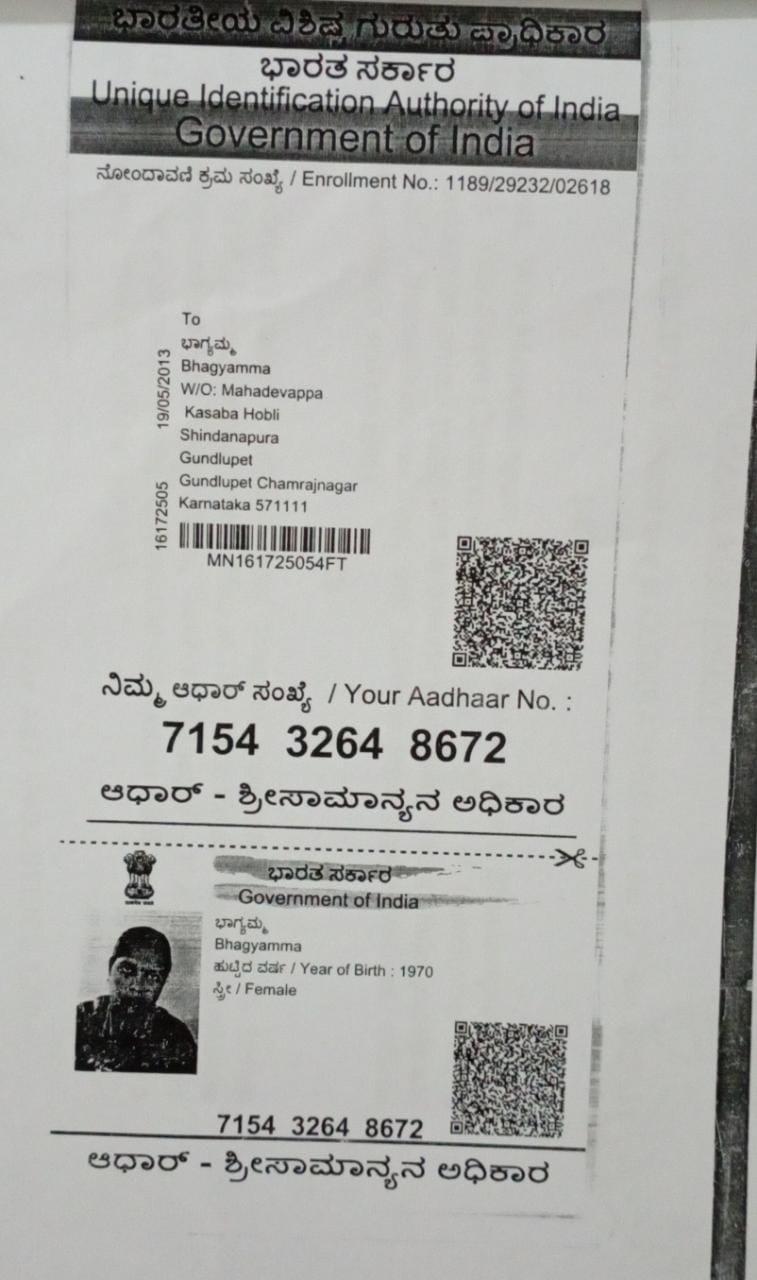 ಭಾರತೀಯ ವಿಶಿಷ್ಟ ಗುರುತು ಪ್ರಾಧಿಕಾರ
ಭಾರತ ಸರ್ಕಾರ
Unique Identification Authority of India
Government of India
ನೋಂದಾವಣಿ ಕ್ರಮ ಸಂಖ್ಯೆ / Enrollment No.: 1189/29232/02618
To
ಭಾಗ್ಯಮ್ಮ
Bhagyamma
W/O: Mahadevappa
Kasaba Hobli
Shindanapura
Gundlupet
Gundlupet Chamrajnagar
Karnataka 571111
19/05/2013
16172505
MN161725054FT
ನಿಮ್ಮ ಆಧಾರ್ ಸಂಖ್ಯೆ / Your Aadhaar No. :
7154 3264 8672
ಆಧಾರ್ - ಶ್ರೀಸಾಮಾನ್ಯನ ಅಧಿಕಾರ
ಭಾರತ ಸರ್ಕಾರ
Government of India
ಭಾಗ್ಯಮ್ಮ
Bhagyamma
ಹುಟ್ಟಿದ ವರ್ಷ / Year of Birth : 1970
ಸ್ತ್ರೀ / Female
7154 3264 8672
ಆಧಾರ್ - ಶ್ರೀಸಾಮಾನ್ಯನ ಅಧಿಕಾರ